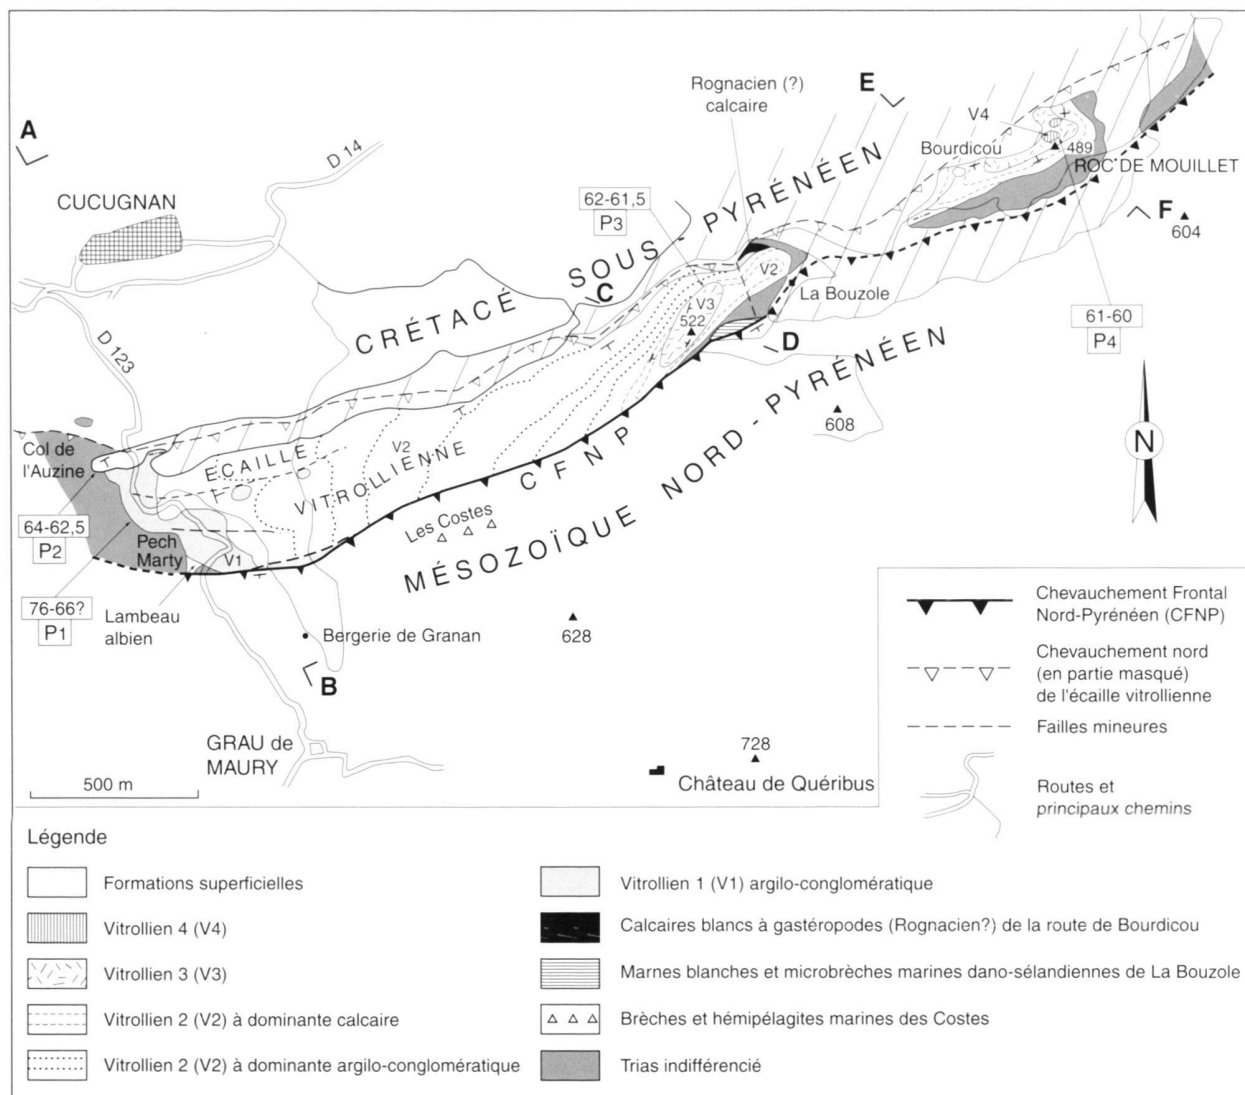 A
CUCUGNAN
D 14
D 123
Rognacien (?)
calcaire
E
V4
Bourdicou
489
ROC DE MOUILLET
F
604
62-61,5
P3
CRÉTACÉ SOUS - PYRÉNÉEN
C
V2
V3
522
La Bouzole
D
61-60
P4
608
N
Col de
l'Auzine
ECAILLE
VITROLLIENNE
V2
CFNP
Les Costes
MÉSOZOÏQUE NORD - PYRÉNÉEN
64-62,5
P2
Pech
Marty
V1
76-66?
P1
Lambeau
albien
Bergerie de Granan
628
B
GRAU de
MAURY
728
Château de Quéribus
500 m
Chevauchement Frontal
Nord-Pyrénéen (CFNP)
Chevauchement nord
(en partie masqué)
de l'écaille vitrollienne
Failles mineures
Routes et
principaux chemins
Légende
Formations superficielles
Vitrollien 4 (V4)
Vitrollien 3 (V3)
Vitrollien 2 (V2) à dominante calcaire
Vitrollien 2 (V2) à dominante argilo-conglomératique
Vitrollien 1 (V1) argilo-conglomératique
Calcaires blancs à gastéropodes (Rognacien?) de la route de Bourdicou
Marnes blanches et microbrèches marines dano-sélandiennes de La Bouzole
Brèches et hémipélagites marines des Costes
Trias indifférencié